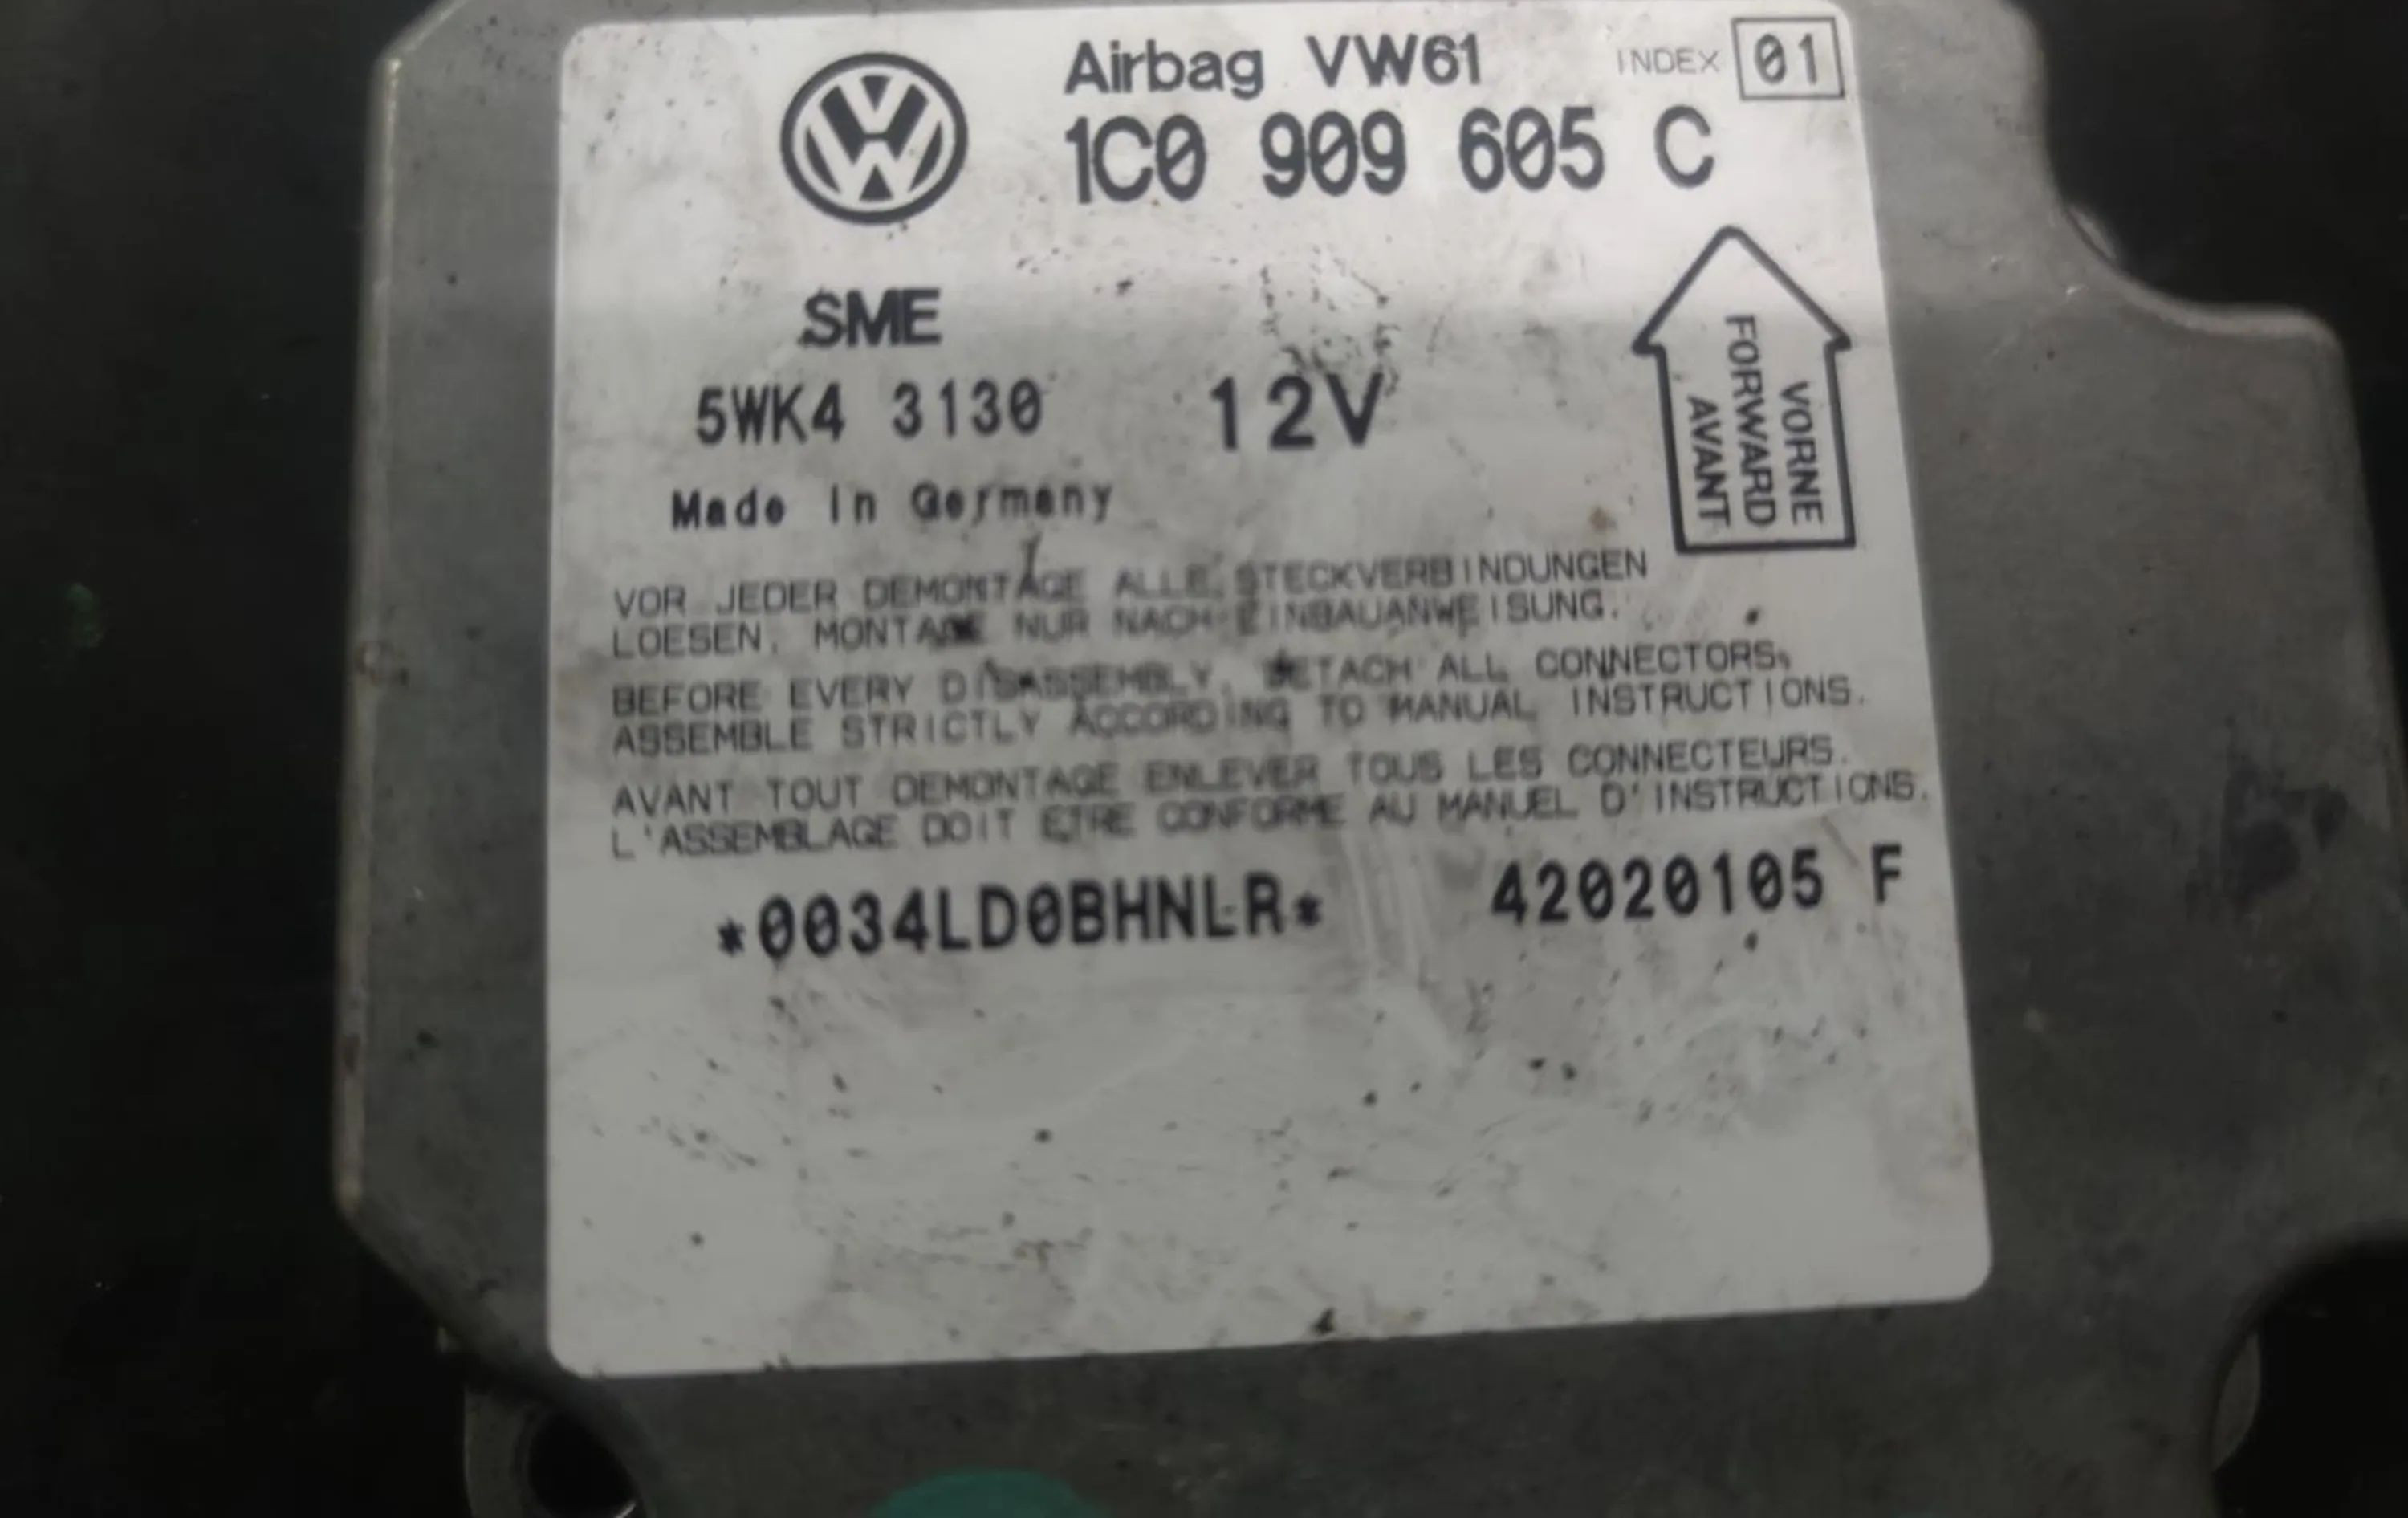 Airbag VW61 INDEX 01
1C0 909 605 C
SME
5WK4 3130 12V
Made in Germany
VORNE
FORWARD
AVANT
VOR JEDER DEMONTAGE ALLE STECKVERBINDUNGEN
LOESEN, MONTAGE NUR NACH EINBAUANWEISUNG.
BEFORE EVERY DISASSEMBLY, DETACH ALL CONNECTORS,
ASSEMBLE STRICTLY ACCORDING TO MANUAL INSTRUCTIONS.
AVANT TOUT DEMONTAGE ENLEVER TOUS LES CONNECTEURS.
L'ASSEMBLAGE DOIT ETRE CONFORME AU MANUEL D'INSTRUCTIONS.
*0034LD0BHNLR* 42020105 F